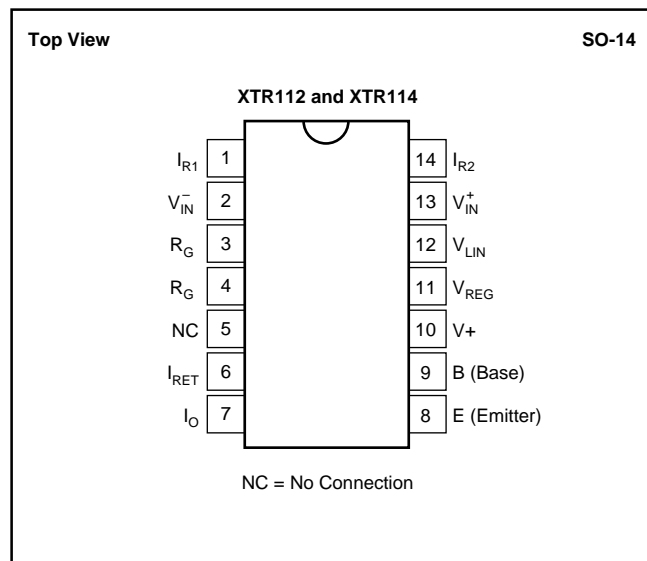 Top View SO-14
XTR112 and XTR114
I_R1 1 14 I_R2
V_IN^– 2 13 V_IN^+
R_G 3 12 V_LIN
R_G 4 11 V_REG
NC 5 10 V+
I_RET 6 9 B (Base)
I_O 7 8 E (Emitter)
NC = No Connection